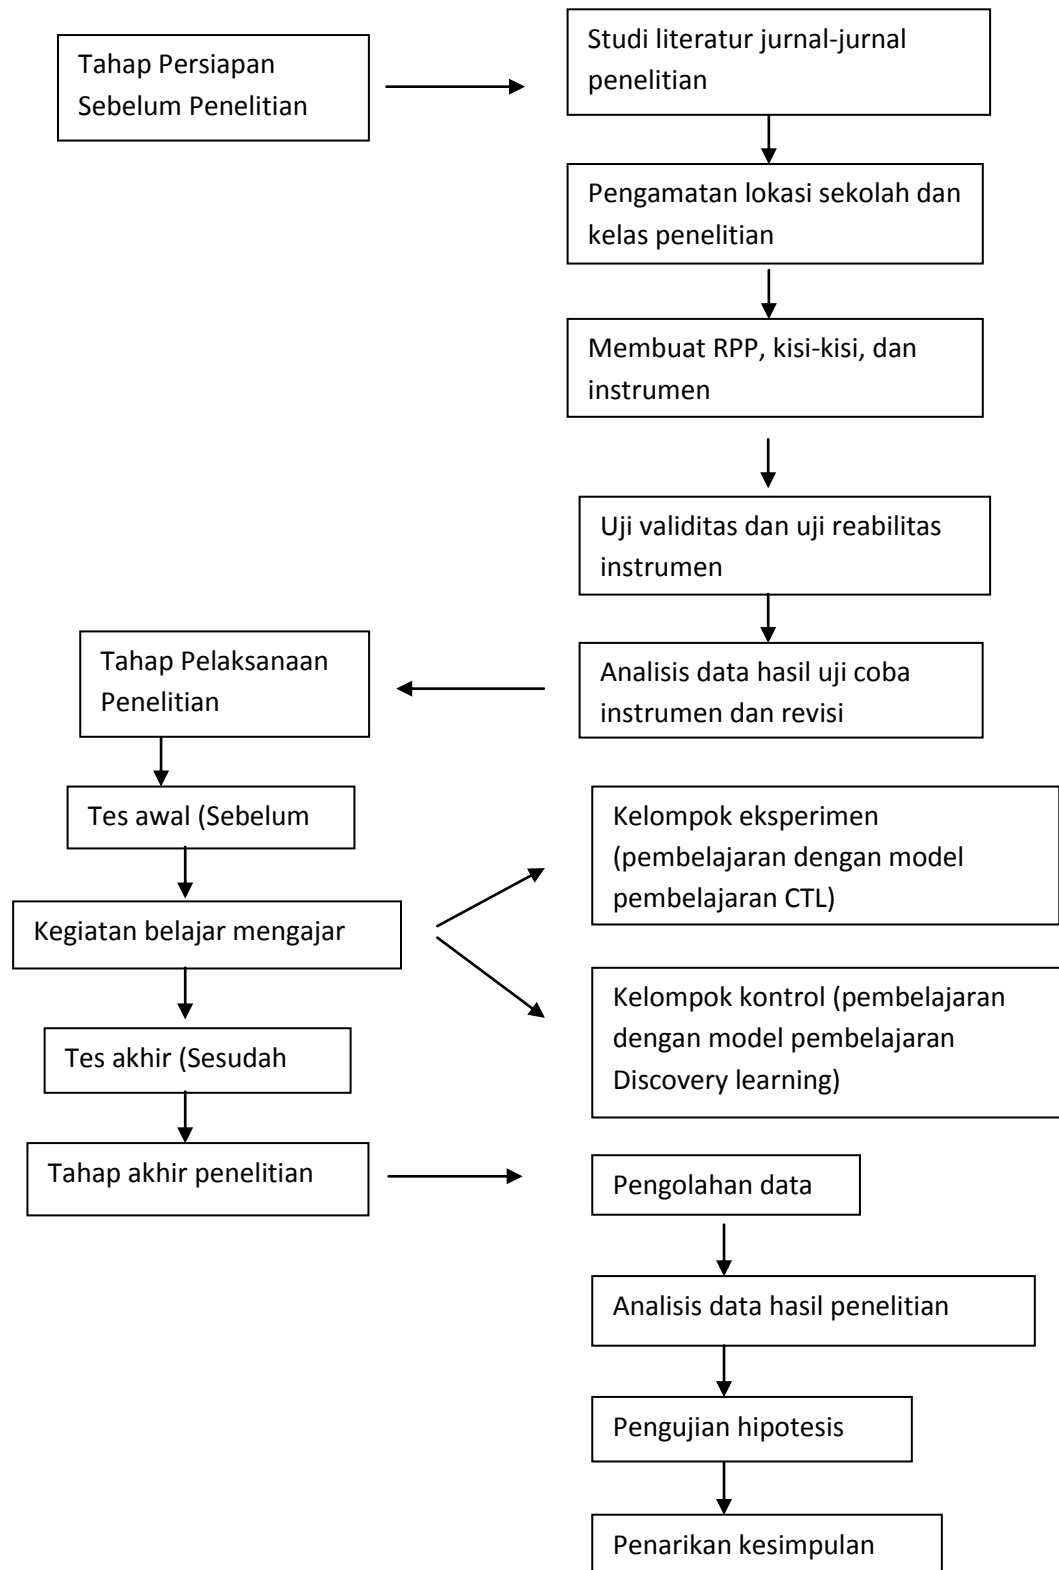 Tahap Persiapan
Sebelum Penelitian
Studi literatur jurnal-jurnal
penelitian
Pengamatan lokasi sekolah dan
kelas penelitian
Membuat RPP, kisi-kisi, dan
instrumen
Uji validitas dan uji reabilitas
instrumen
Analisis data hasil uji coba
instrumen dan revisi
Tahap Pelaksanaan
Penelitian
Tes awal (Sebelum
Kegiatan belajar mengajar
Kelompok eksperimen
(pembelajaran dengan model
pembelajaran CTL)
Kelompok kontrol (pembelajaran
dengan model pembelajaran
Discovery learning)
Tes akhir (Sesudah
Tahap akhir penelitian
Pengolahan data
Analisis data hasil penelitian
Pengujian hipotesis
Penarikan kesimpulan